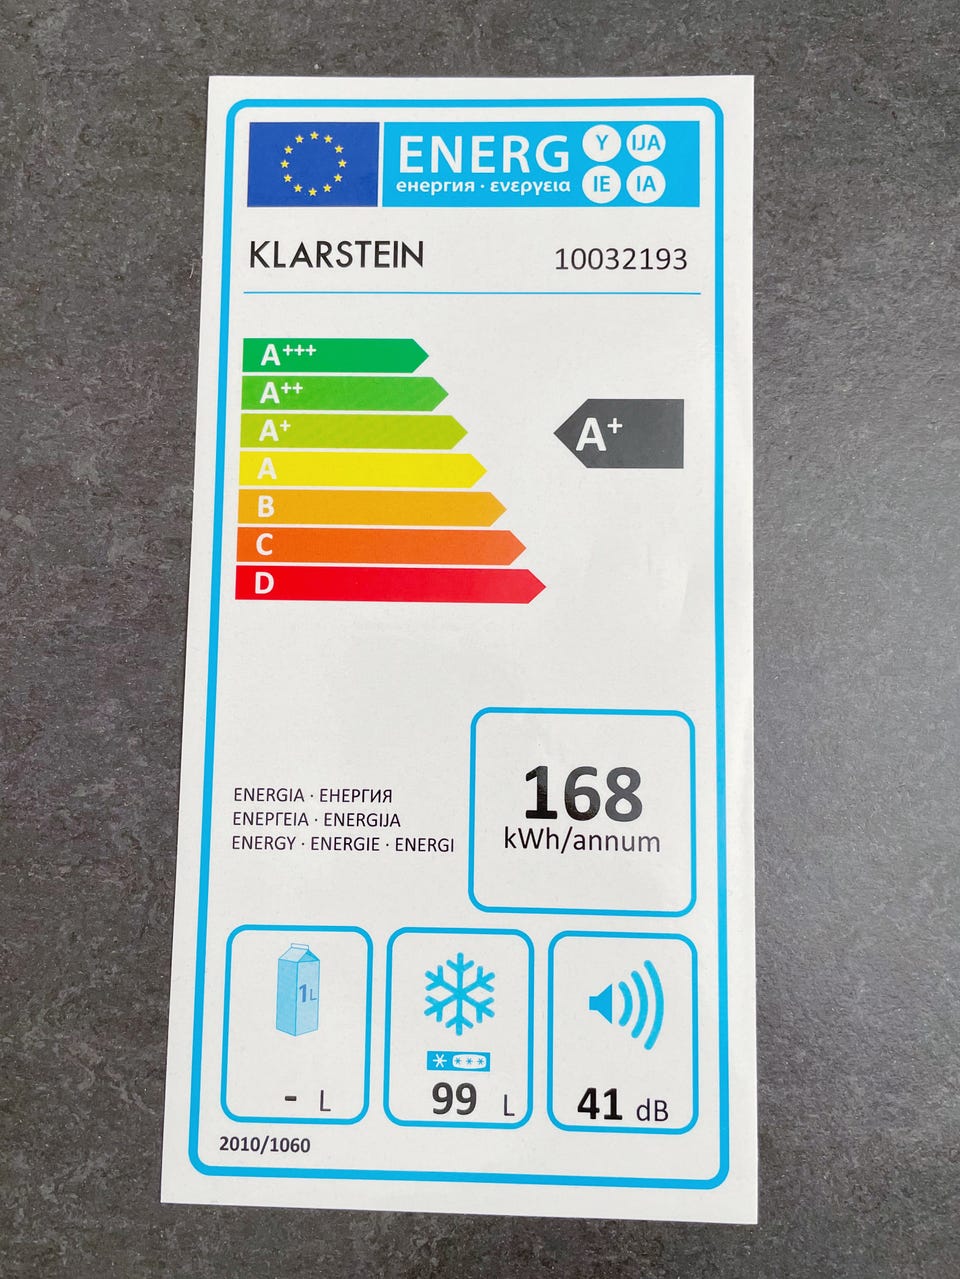 ENERG Y IJA
енергия · ενεργεια IE IA
KLARSTEIN 10032193
A+++
A++
A+
A+
A
B
C
D
168
kWh/annum
ENERGIA · ЕНЕРГИЯ
ΕΝΕΡΓΕΙΑ · ENERGIJA
ENERGY · ENERGIE · ENERGI
1L
- L
99 L
41 dB
2010/1060